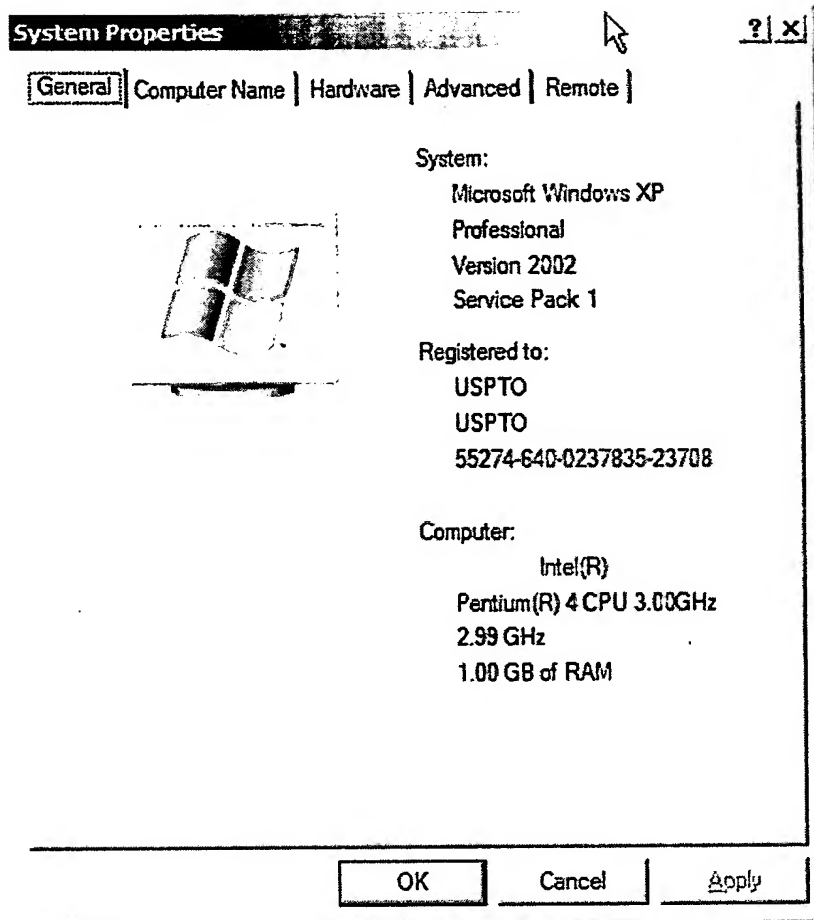 System Properties
? X
General Computer Name Hardware Advanced Remote
System:
Microsoft Windows XP
Professional
Version 2002
Service Pack 1
Registered to:
USPTO
USPTO
55274-640-0237835-23708
Computer:
Intel(R)
Pentium(R) 4 CPU 3.00GHz
2.99 GHz
1.00 GB of RAM
OK Cancel Apply